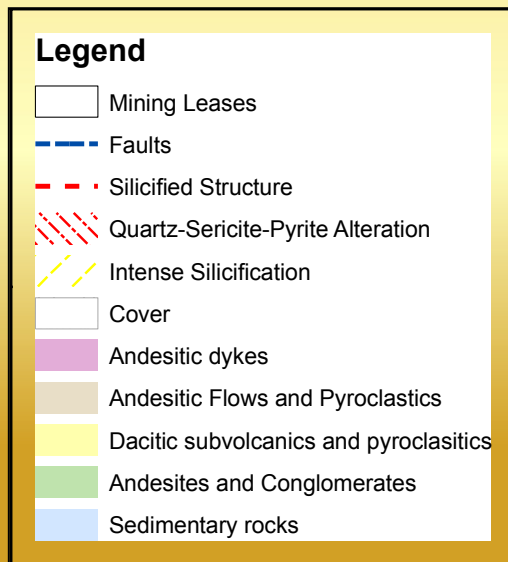 Legend
Mining Leases
Faults
Silicified Structure
Quartz-Sericite-Pyrite Alteration
Intense Silicification
Cover
Andesitic dykes
Andesitic Flows and Pyroclastics
Dacitic subvolcanics and pyroclasitics
Andesites and Conglomerates
Sedimentary rocks